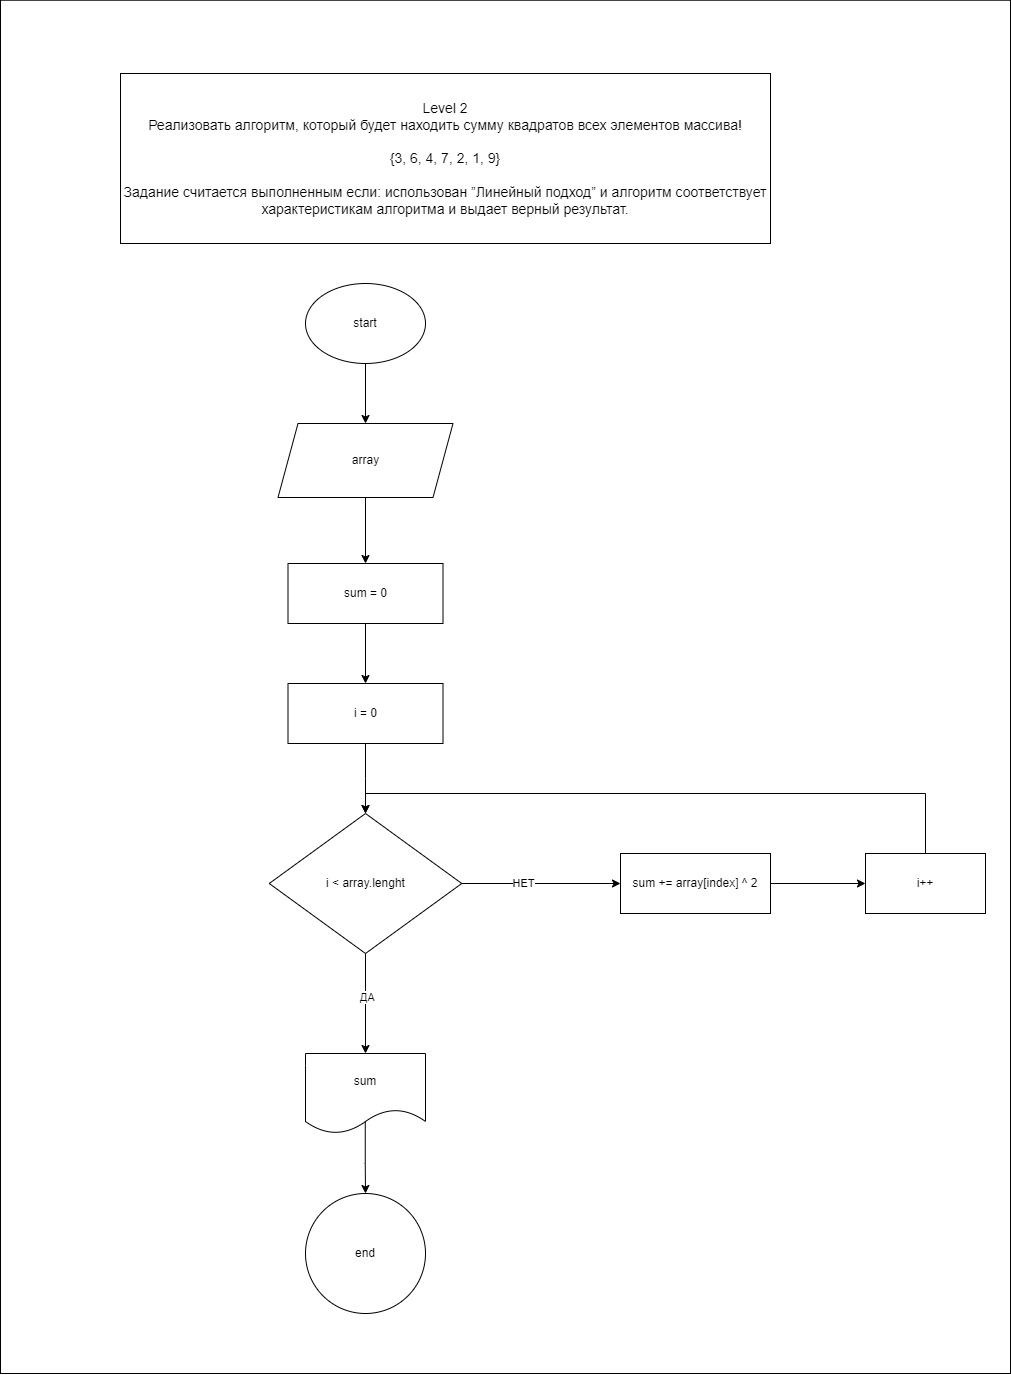 Level 2
Реализовать алгоритм, который будет находить сумму квадратов всех элементов массива!
{3, 6, 4, 7, 2, 1, 9}
Задание считается выполненным если: использован ”Линейный подход” и алгоритм соответствует
характеристикам алгоритма и выдает верный результат.
start
array
sum = 0
i = 0
i < array.lenght
НЕТ
sum += array[index] ^ 2
i++
ДА
sum
end